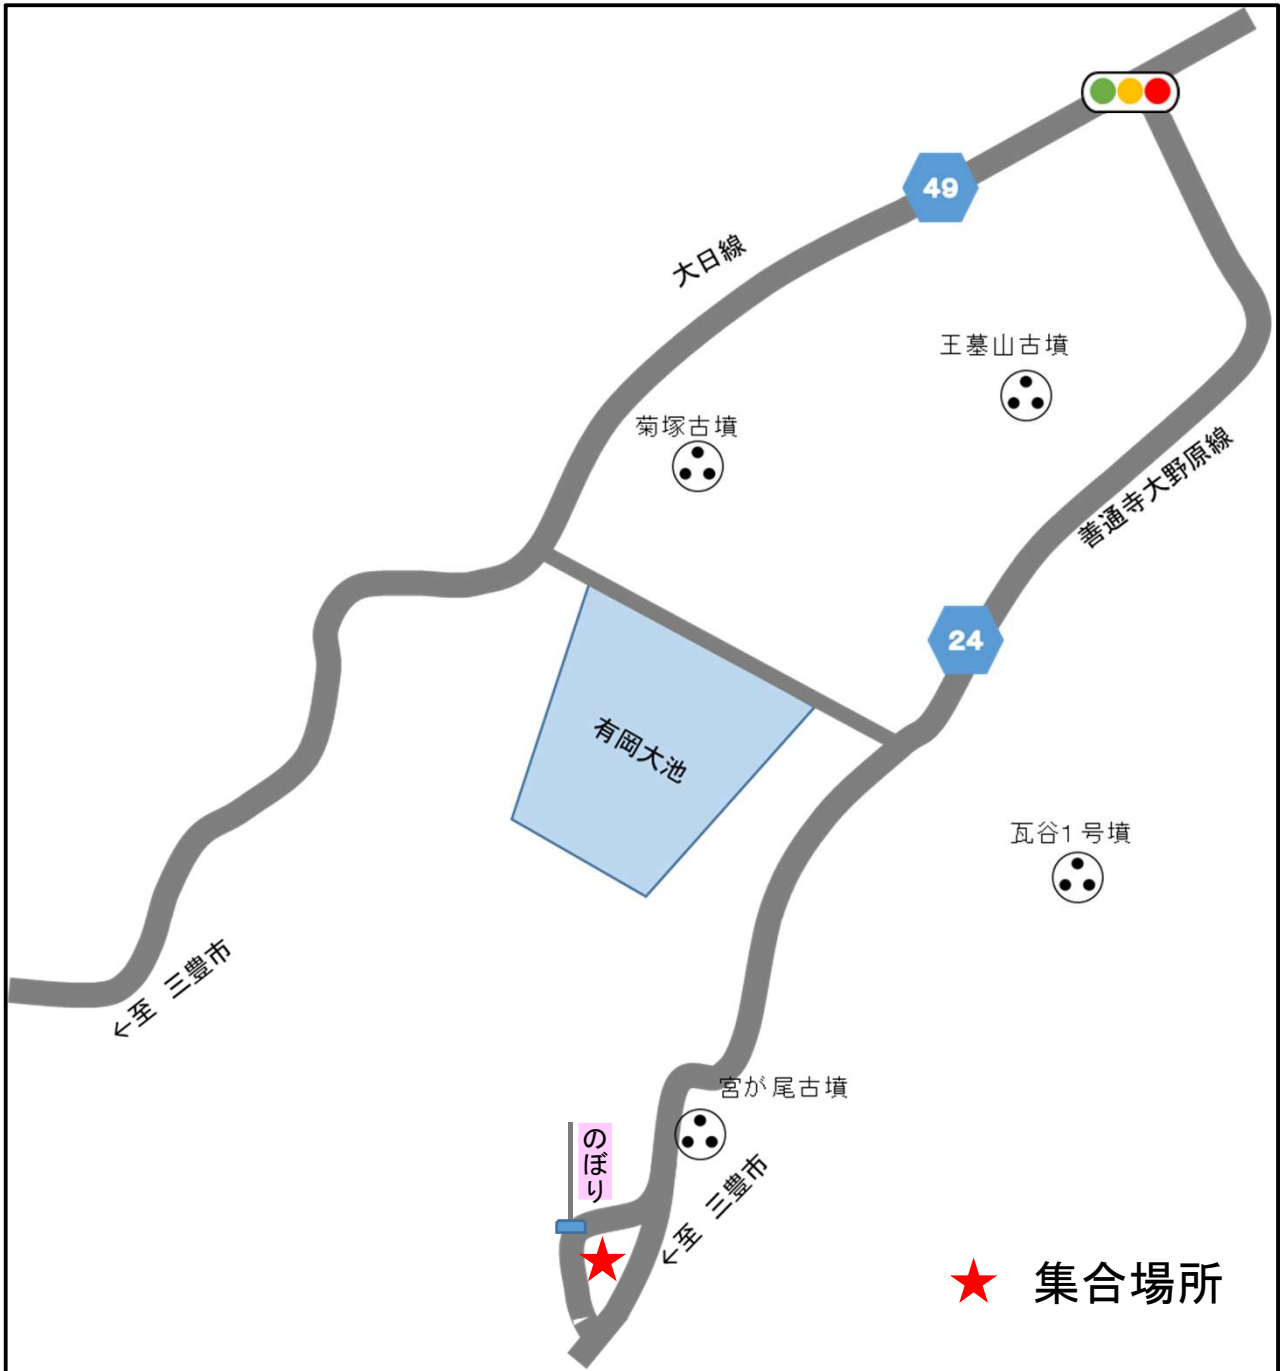 49
大日線
王墓山古墳
菊塚古墳
善通寺大野原線
24
有岡大池
瓦谷1号墳
←至 三豊市
宮が尾古墳
のぼり
←至 三豊市
★ 集合場所